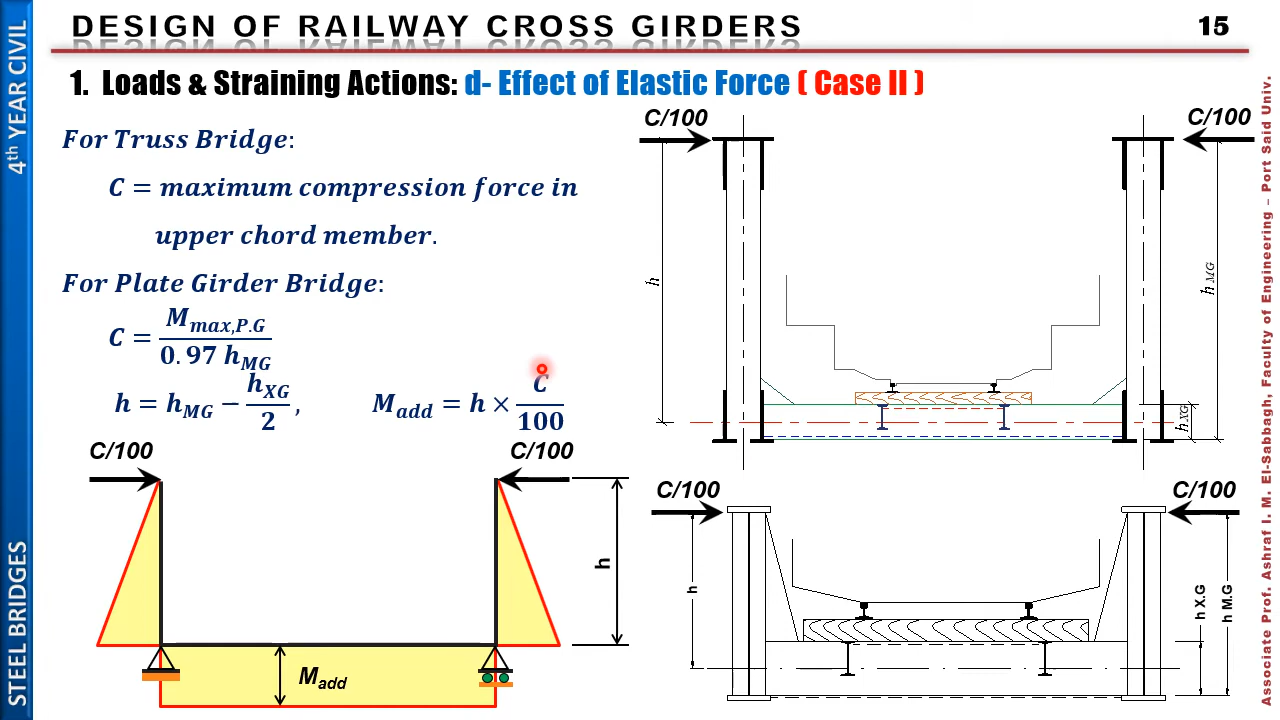 DESIGN OF RAILWAY CROSS GIRDERS
15
1. Loads & Straining Actions: d- Effect of Elastic Force ( Case II )
For Truss Bridge:
C = maximum compression force in
upper chord member.
For Plate Girder Bridge:
C = M_max,P.G / 0.97 h_MG
h = h_MG − h_XG / 2 , M_add = h × C / 100
C/100
C/100
h
M_add
C/100
C/100
h
h MG
h XG
C/100
C/100
h
h X.G
h M.G
4th YEAR CIVIL
STEEL BRIDGES
Associate Prof. Ashraf I. M. El-Sabbagh, Faculty of Engineering – Port Said Univ.